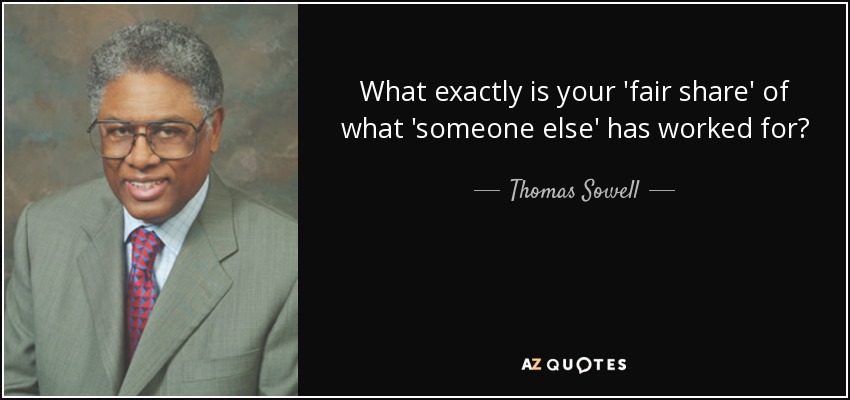 What exactly is your 'fair share' of
what 'someone else' has worked for?
Thomas Sowell
AZ QUOTES